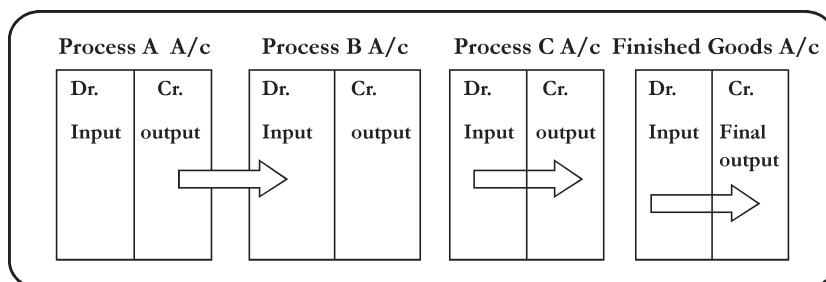 Process A A/c Process B A/c Process C A/c Finished Goods A/c
Dr. Cr. Dr. Cr. Dr. Cr. Dr. Cr.
Input output Input output Input output Input Final
output